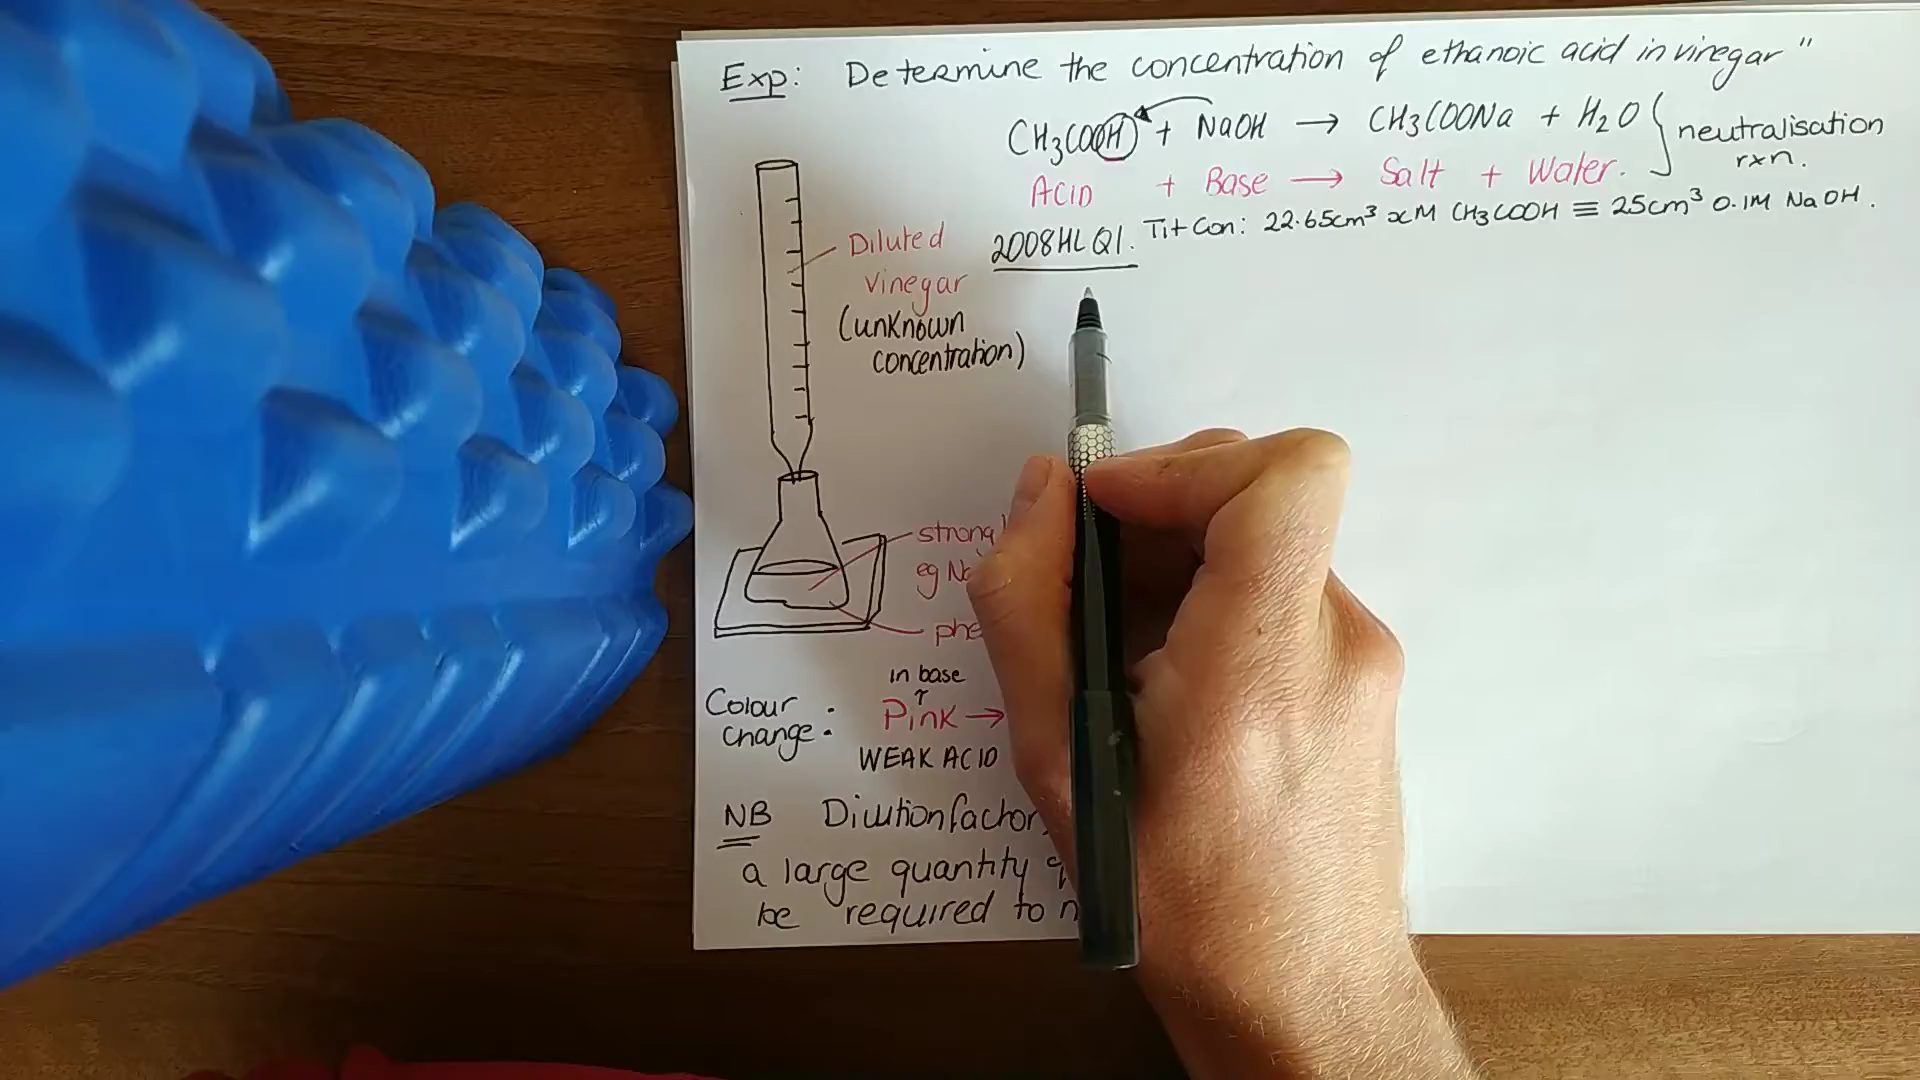 Exp: Determine the concentration of ethanoic acid in vinegar"
CH3COOH + NaOH → CH3COONa + H2O
neutralisation
rxn.
ACID + Base → Salt + Water.
2008HL Q1. Tit Con: 22.65cm³ xM CH3COOH ≡ 25cm³ 0.1M NaOH.
Diluted
vinegar
(unknown
concentration)
strong
eg
in base
↑
Colour
change:
Pink →
WEAK ACID
NB Dilution factor,
a large quantity
be required to